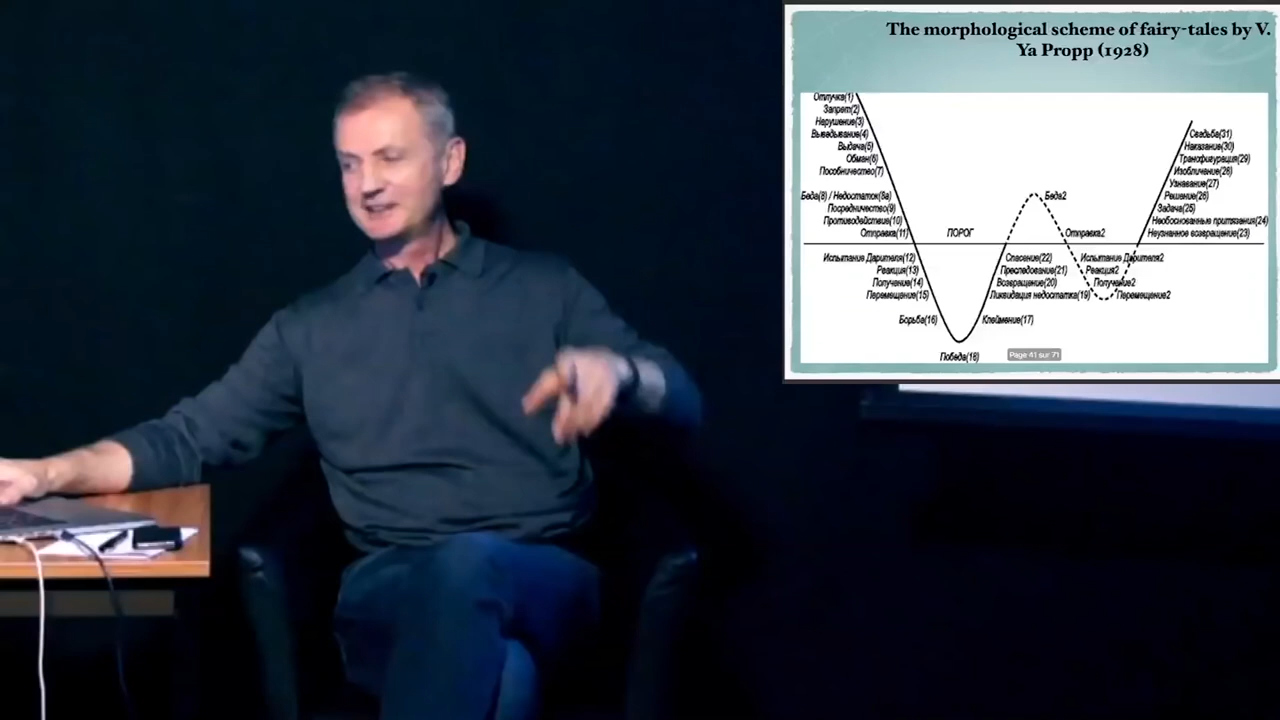 The morphological scheme of fairy-tales by V.
Ya Propp (1928)
Отлучка(1)
Запрет(2)
Нарушение(3)
Выведывание(4)
Выдача(5)
Обман(6)
Пособничество(7)
Беда(8) / Недостаток(8a)
Посредничество(9)
Противодействие(10)
Отправка(11)
ПОРОГ
Испытание Дарителя(12)
Реакция(13)
Получение(14)
Перемещение(15)
Борьба(16)
Клеймение(17)
Победа(18)
Спасение(22)
Преследование(21)
Возвращение(20)
Ликвидация недостатка(19)
Беда2
Отправка2
Испытание Дарителя2
Реакция2
Получение2
Перемещение2
Свадьба(31)
Наказание(30)
Трансфигурация(29)
Изобличение(28)
Узнавание(27)
Решение(26)
Задача(25)
Необоснованные притязания(24)
Неузнанное возвращение(23)
Page 41 sur 71